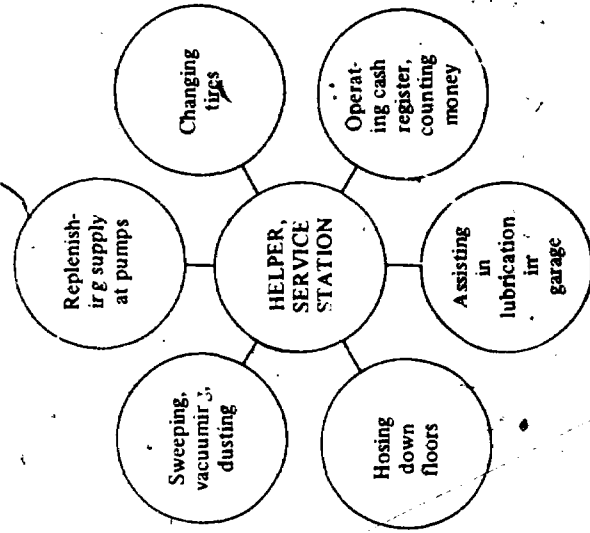 HELPER,
SERVICE
STATION
Replenish-
ing supply
at pumps
Changing
tires
Operat-
ing cash
register,
counting
money
Assisting
in
lubrication
in
garage
Hosing
down
floors
Sweeping,
vacuuming,
dusting